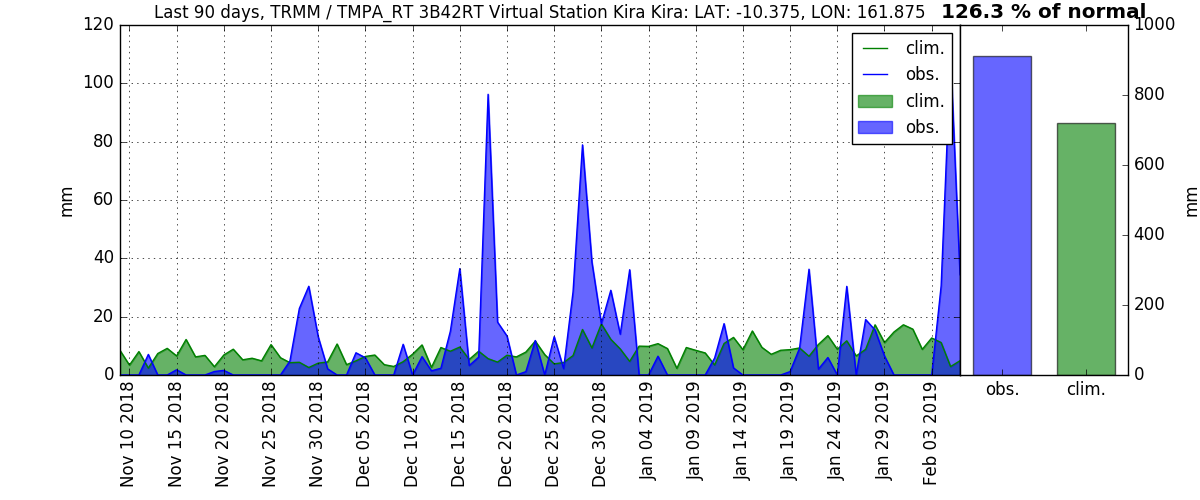 Last 90 days, TRMM / TMPA_RT 3B42RT Virtual Station Kira Kira: LAT: -10.375, LON: 161.875
126.3 % of normal
120
100
80
60
40
20
0
mm
clim.
obs.
clim.
obs.
Nov 10 2018
Nov 15 2018
Nov 20 2018
Nov 25 2018
Nov 30 2018
Dec 05 2018
Dec 10 2018
Dec 15 2018
Dec 20 2018
Dec 25 2018
Dec 30 2018
Jan 04 2019
Jan 09 2019
Jan 14 2019
Jan 19 2019
Jan 24 2019
Jan 29 2019
Feb 03 2019
1000
800
600
400
200
0
mm
obs.
clim.